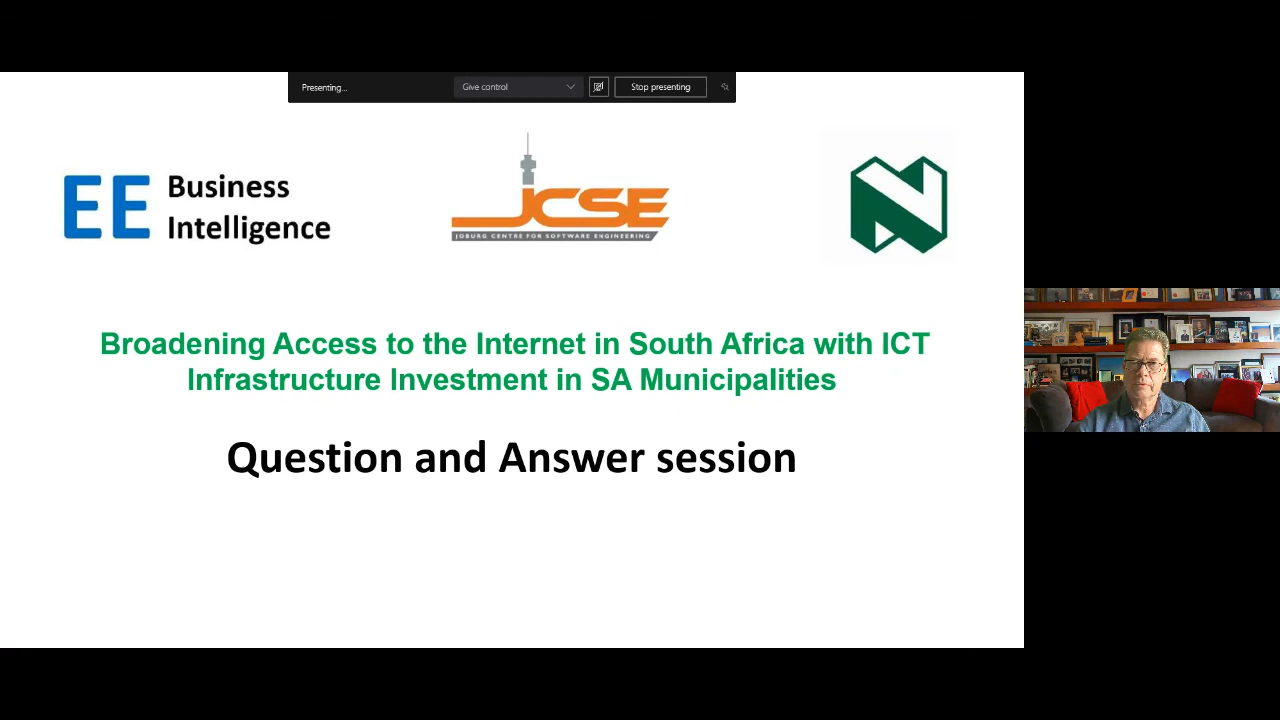 Presenting...
Give control
Stop presenting
EE
Business
Intelligence
JCSE
JOBURG CENTRE FOR SOFTWARE ENGINEERING
N
Broadening Access to the Internet in South Africa with ICT
Infrastructure Investment in SA Municipalities
Question and Answer session